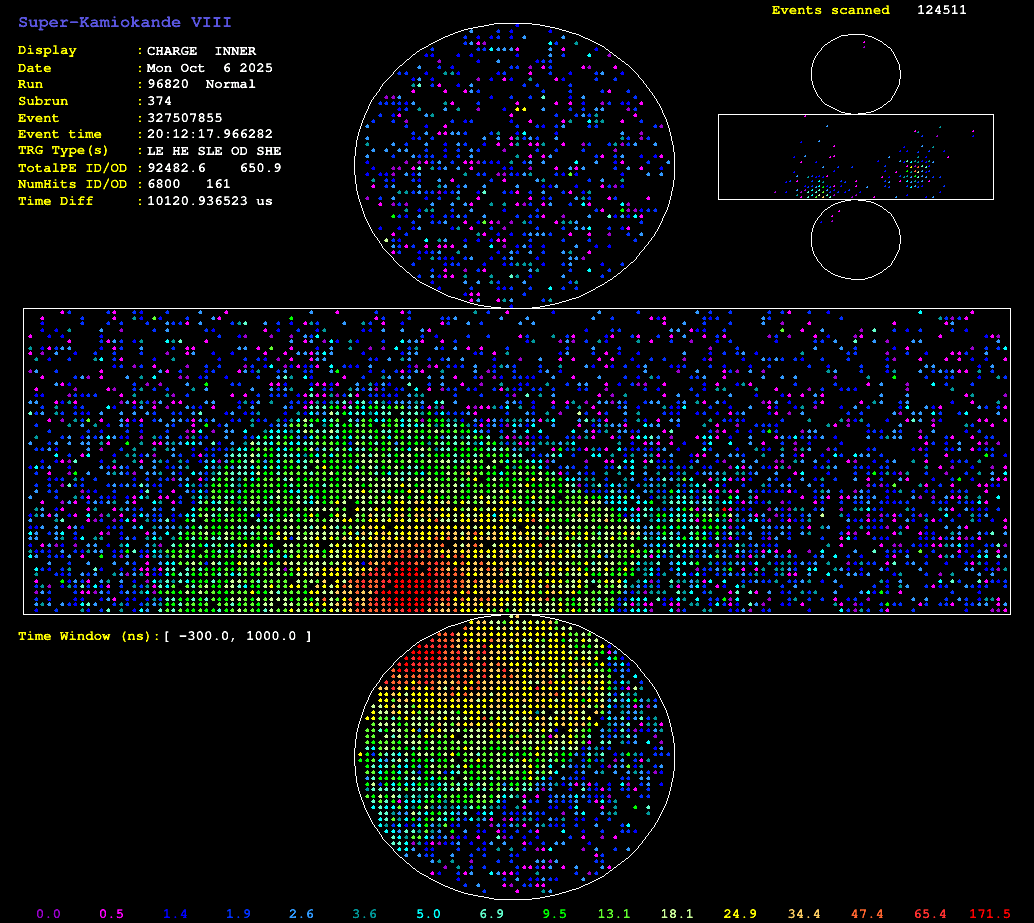 Super-Kamiokande VIII
Events scanned 124511
Display : CHARGE INNER
Date : Mon Oct 6 2025
Run : 96820 Normal
Subrun : 374
Event : 327507855
Event time : 20:12:17.966282
TRG Type(s) : LE HE SLE OD SHE
TotalPE ID/OD : 92482.6 650.9
NumHits ID/OD : 6800 161
Time Diff : 10120.936523 us
Time Window (ns):[ -300.0, 1000.0 ]
0.0 0.5 1.4 1.9 2.6 3.6 5.0 6.9 9.5 13.1 18.1 24.9 34.4 47.4 65.4 171.5